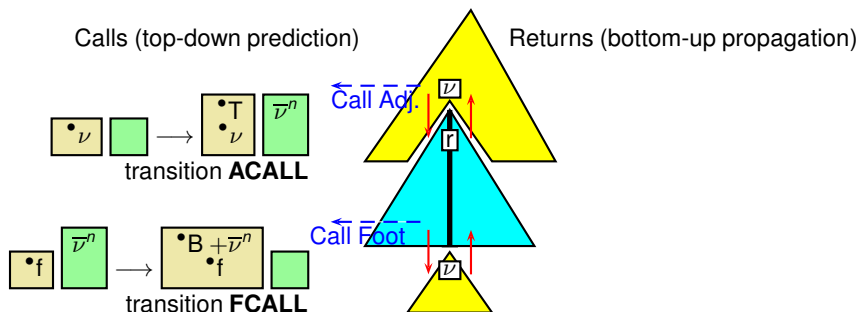 Calls (top-down prediction)
Returns (bottom-up propagation)
ν
Call Adj.
•ν
⟶
•T
•ν
ν̅ⁿ
transition ACALL
r
Call Foot
•f
ν̅ⁿ
⟶
•B +ν̅ⁿ
•f
transition FCALL
ν